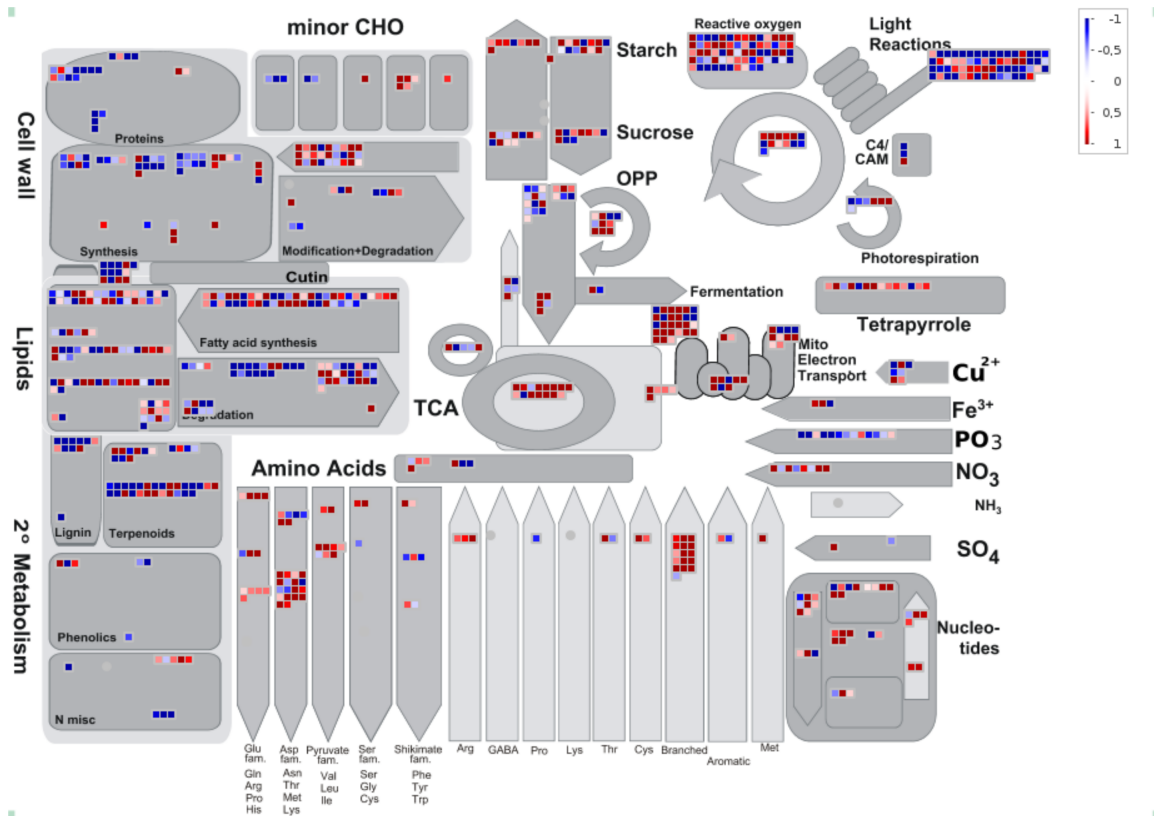 minor CHO
Reactive oxygen
Light
Reactions
-1
-0,5
0
0,5
1
Starch
Sucrose
Proteins
Cell wall
C4/
CAM
OPP
Synthesis
Modification+Degradation
Photorespiration
Cutin
Fermentation
Tetrapyrrole
Lipids
Fatty acid synthesis
Mito
Electron
Transport
Cu2+
Degradation
TCA
Fe3+
PO3
Amino Acids
NO3
NH3
Lignin
Terpenoids
SO4
2° Metabolism
Phenolics
Nucleo-
tides
N misc
Glu
fam.
Gln
Arg
Pro
His
Asp
fam.
Asn
Thr
Met
Lys
Pyruvate
fam.
Val
Leu
Ile
Ser
fam.
Ser
Gly
Cys
Shikimate
fam.
Phe
Tyr
Trp
Arg
GABA
Pro
Lys
Thr
Cys
Branched
Aromatic
Met